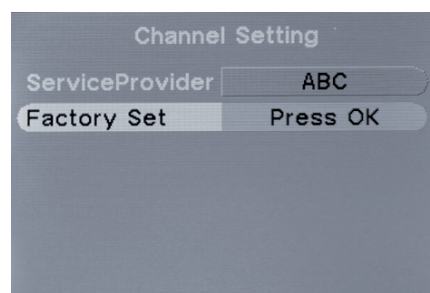 Channel Setting
ServiceProvider ABC
Factory Set Press OK